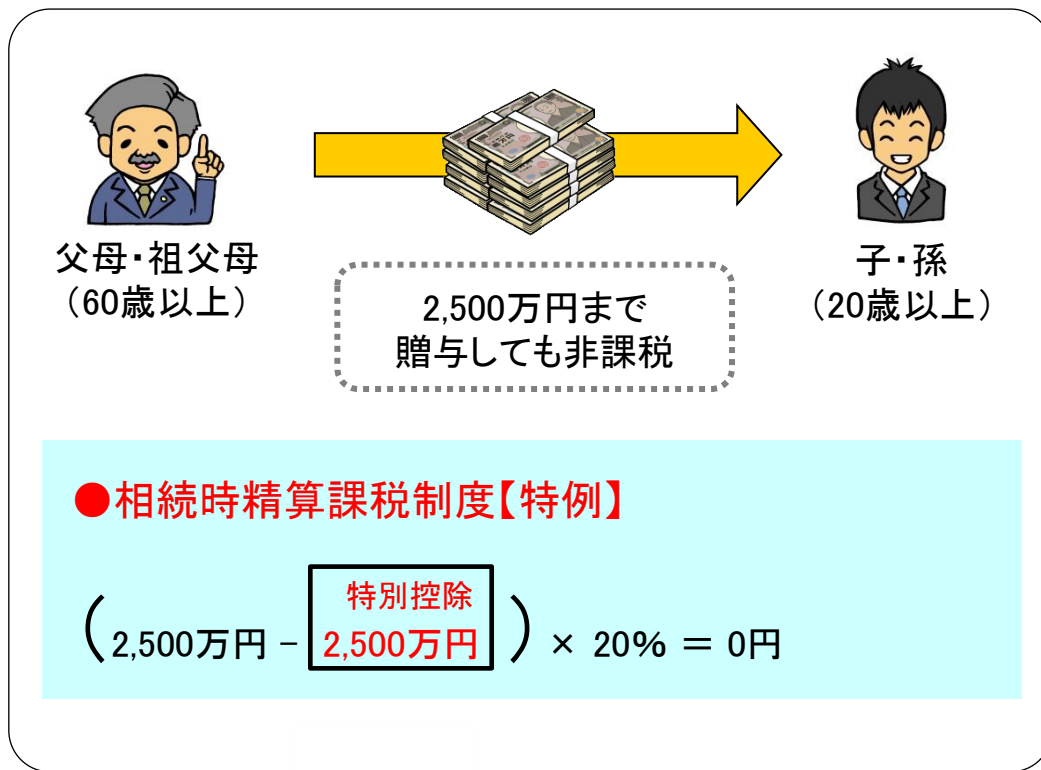 父母・祖父母
（60歳以上）
子・孫
（20歳以上）
2,500万円まで
贈与しても非課税
●相続時精算課税制度【特例】
特別控除
(2,500万円－2,500万円)× 20% ＝ 0円